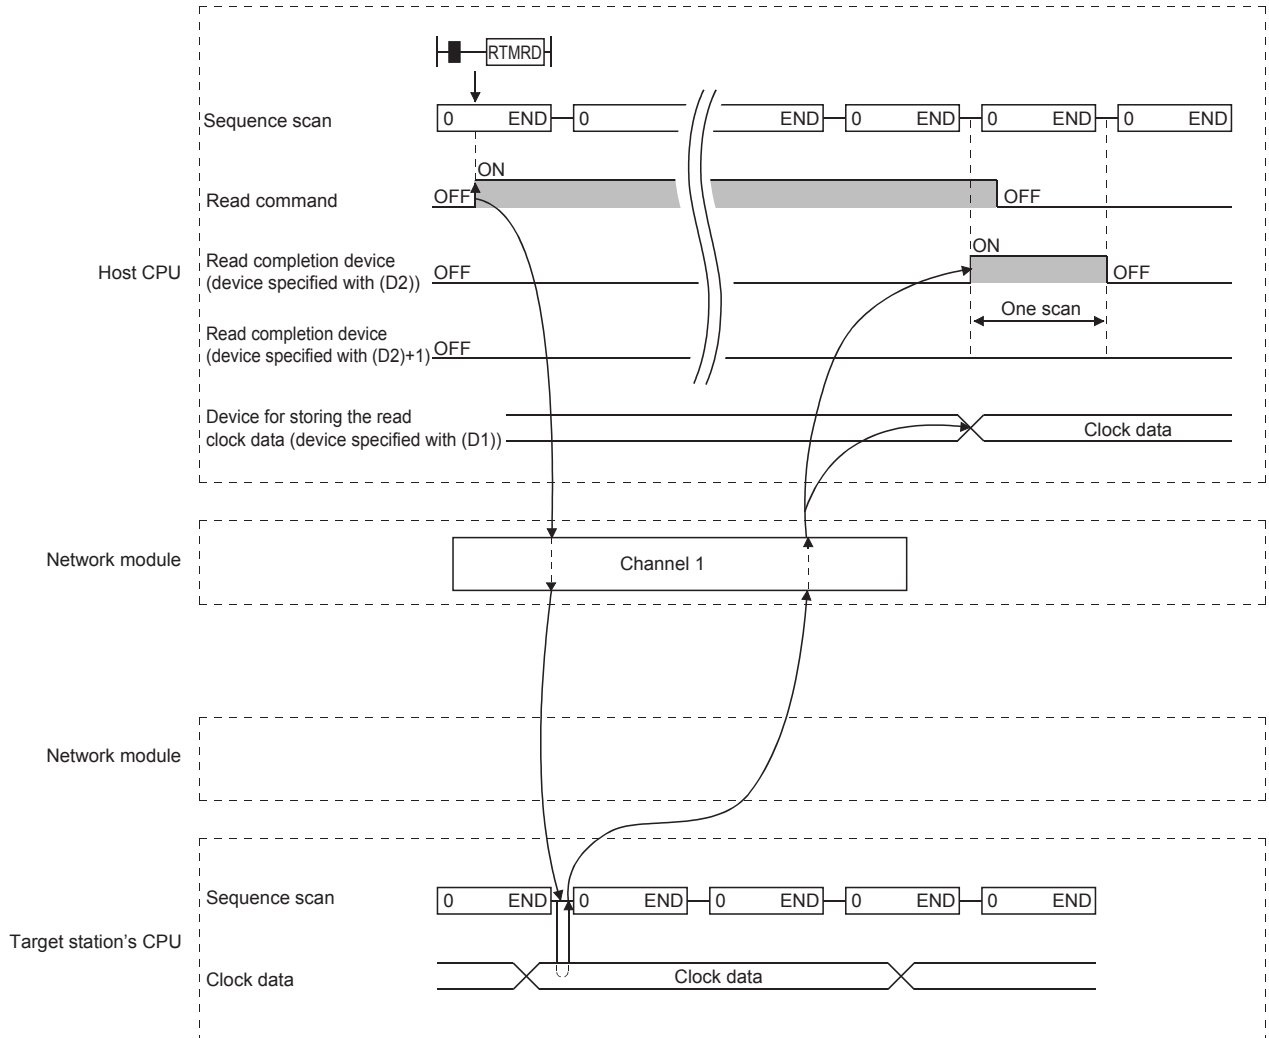 RTMRD
Sequence scan
0 END 0 END 0 END 0 END 0 END
ON
Read command
OFF
OFF
Host CPU
Read completion device
(device specified with (D2))
OFF
ON
OFF
One scan
Read completion device
(device specified with (D2)+1)
OFF
Device for storing the read
clock data (device specified with (D1))
Clock data
Network module
Channel 1
Network module
Target station's CPU
Sequence scan
0 END 0 END 0 END 0 END 0 END
Clock data
Clock data